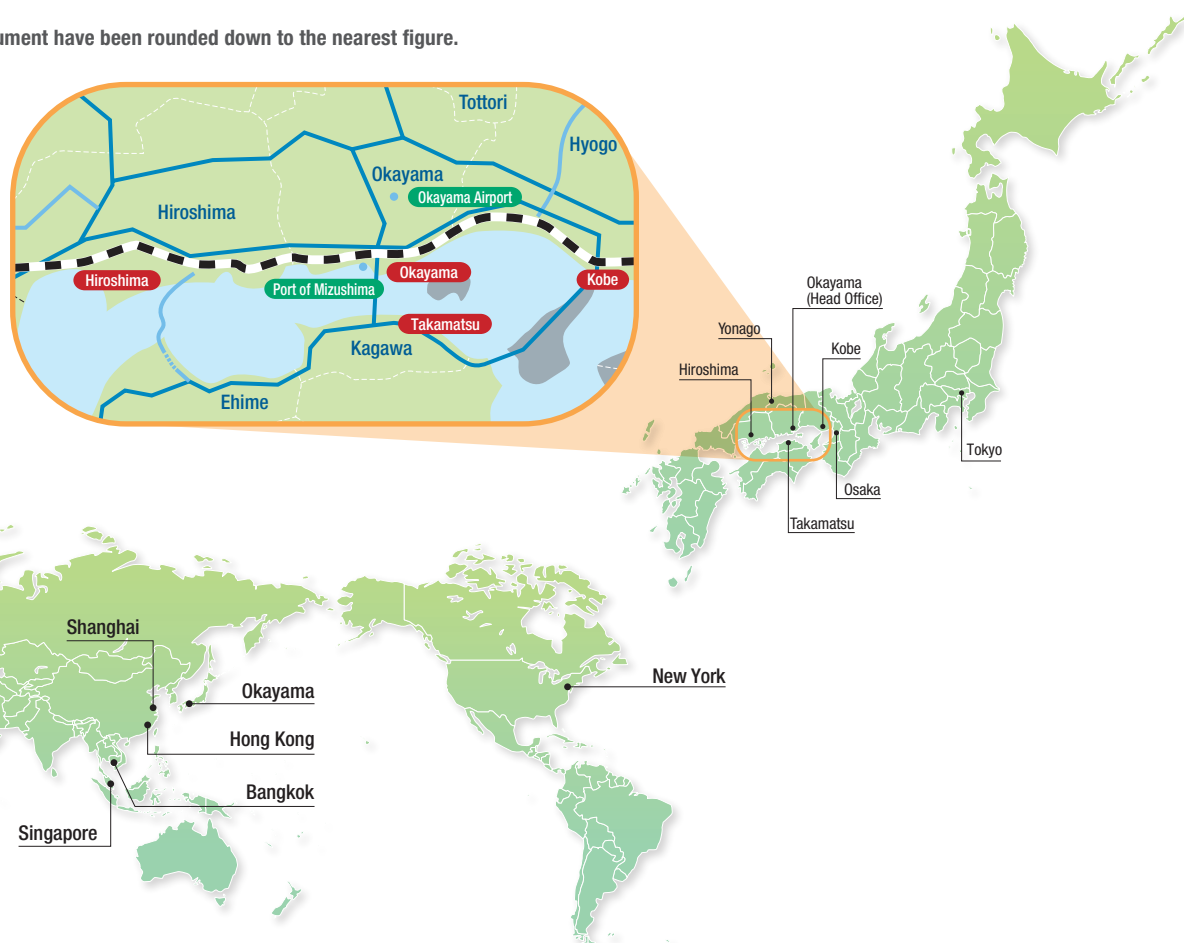 ument have been rounded down to the nearest figure.
Tottori
Hyogo
Okayama
Okayama Airport
Hiroshima
Hiroshima
Port of Mizushima
Okayama
Kobe
Takamatsu
Kagawa
Ehime
Okayama
(Head Office)
Yonago
Kobe
Hiroshima
Tokyo
Osaka
Takamatsu
Shanghai
Okayama
Hong Kong
Bangkok
Singapore
New York